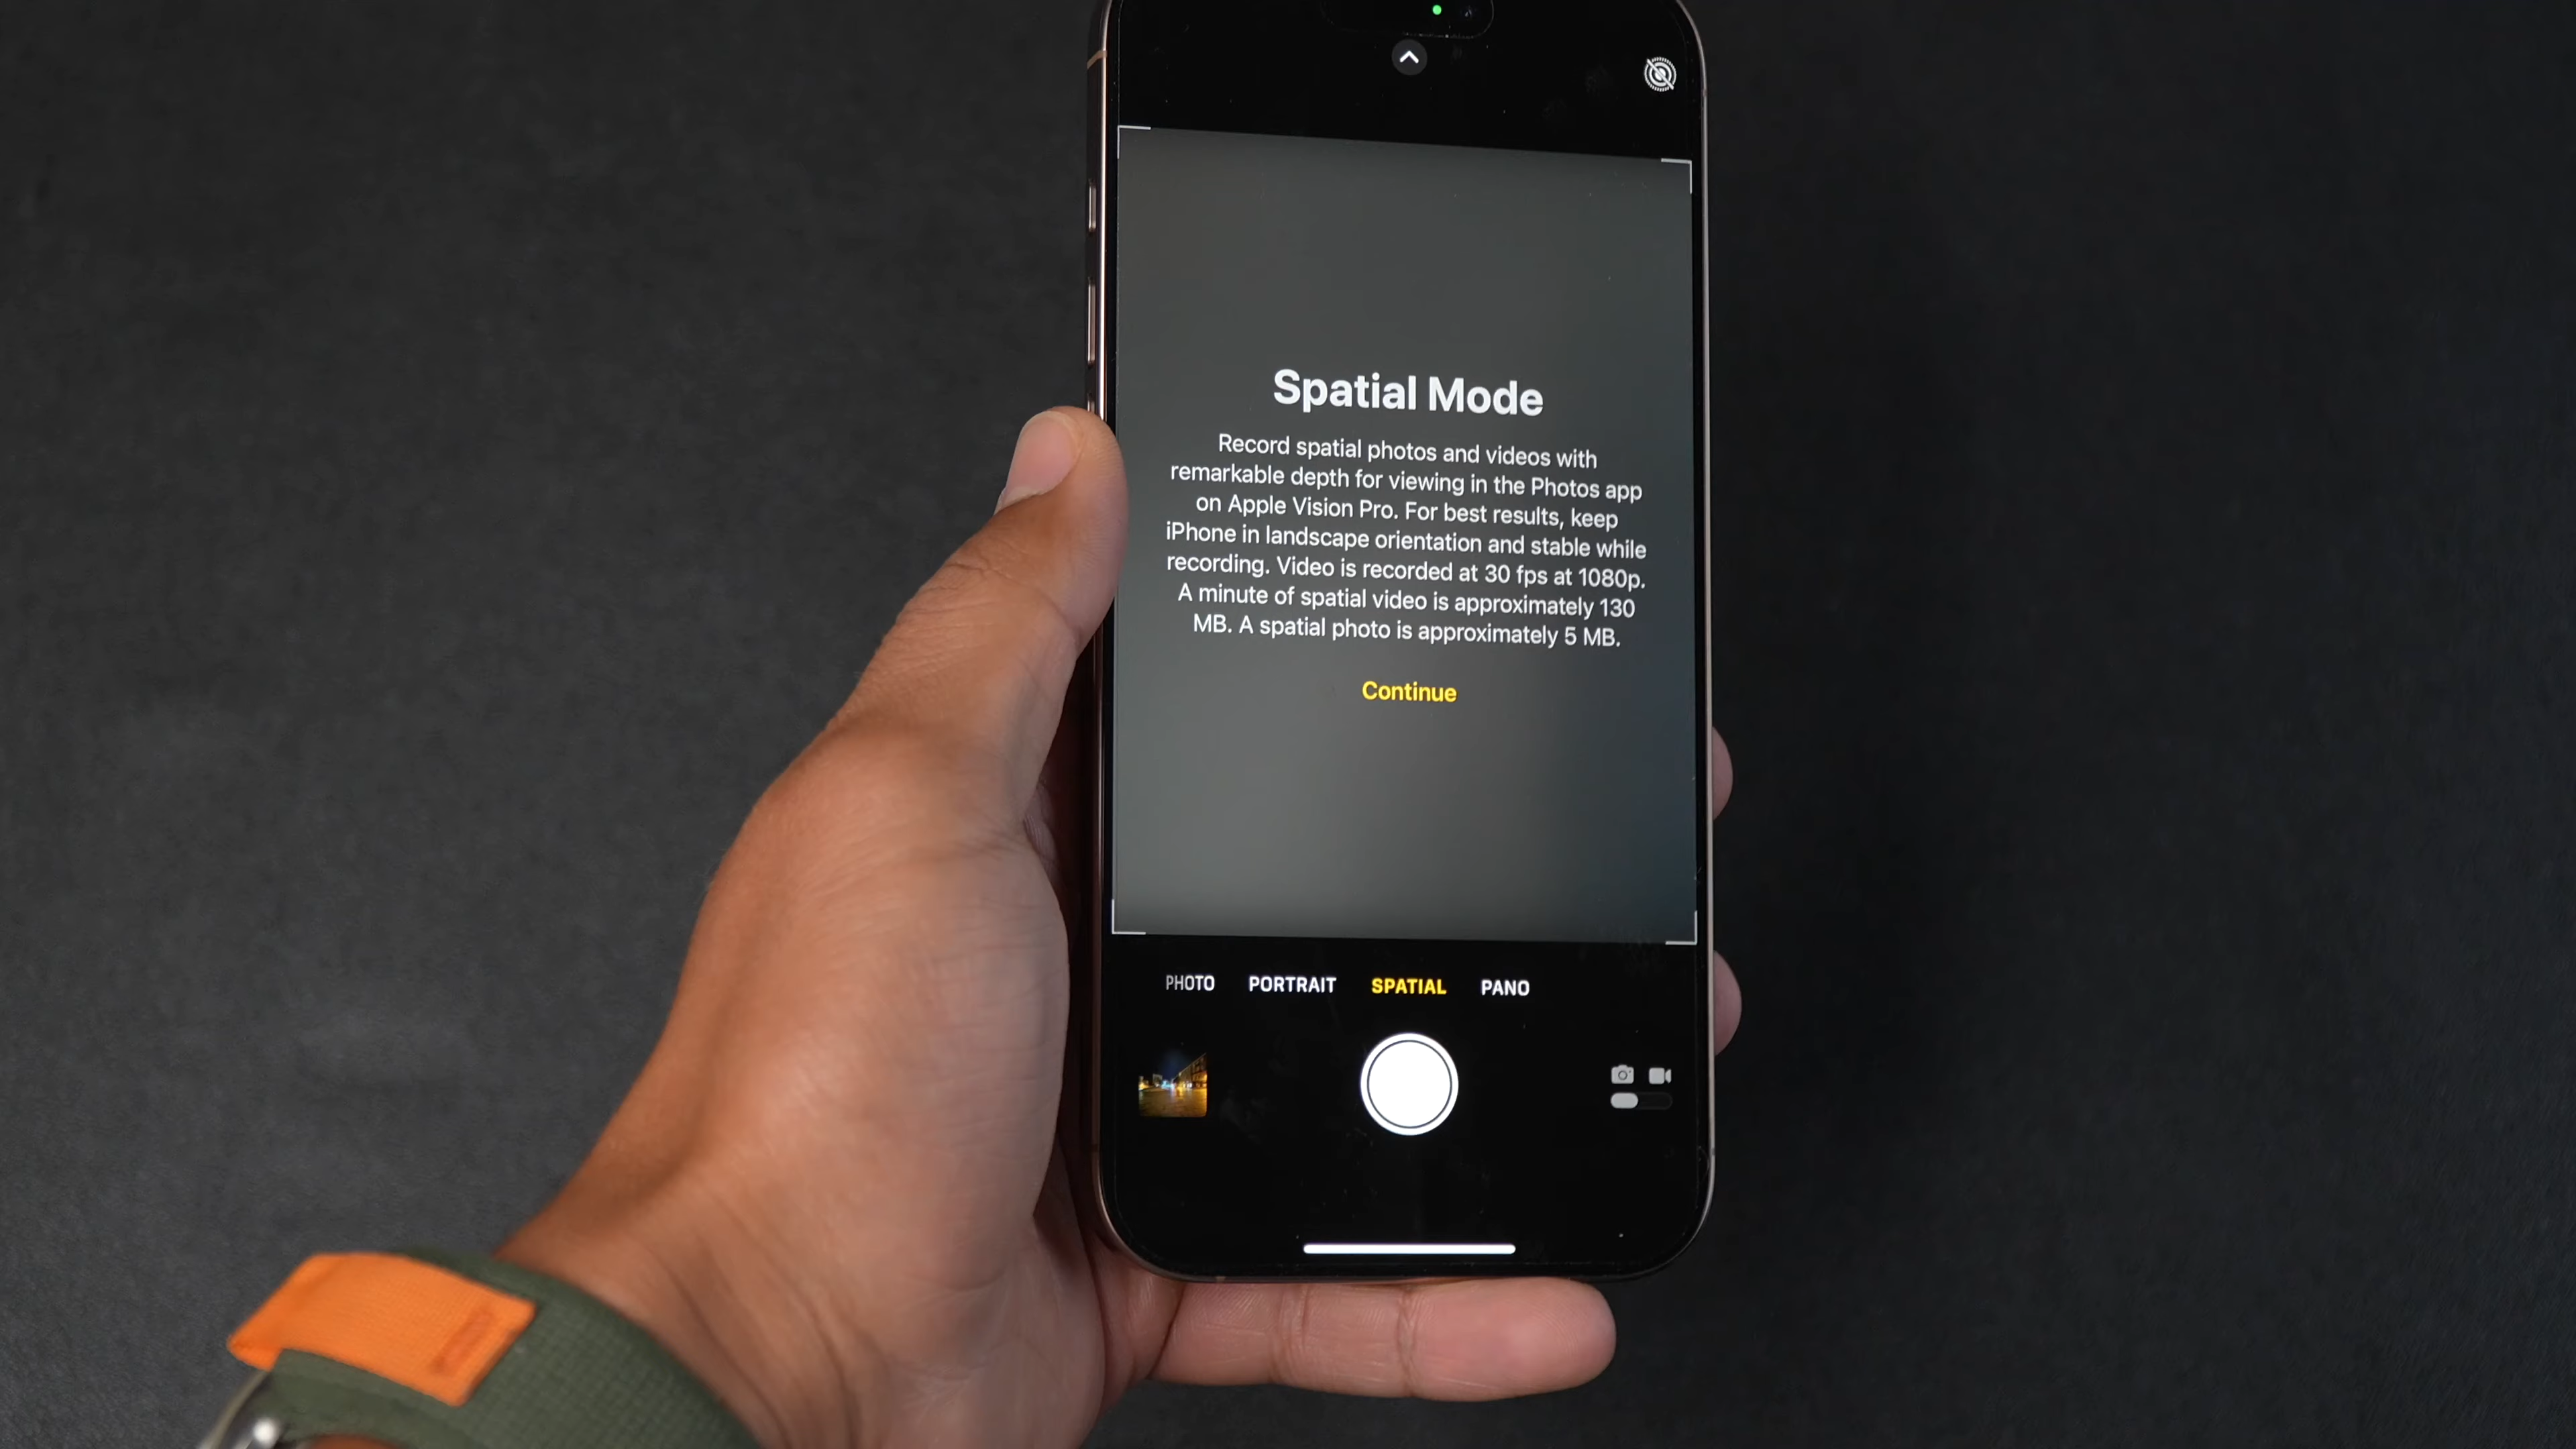 Spatial Mode
Record spatial photos and videos with
remarkable depth for viewing in the Photos app
on Apple Vision Pro. For best results, keep
iPhone in landscape orientation and stable while
recording. Video is recorded at 30 fps at 1080p.
A minute of spatial video is approximately 130
MB. A spatial photo is approximately 5 MB.
Continue
PHOTO PORTRAIT SPATIAL PANO